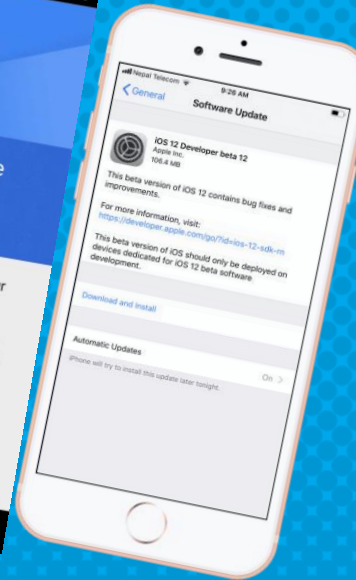 e
r
Nepal Telecom
9:26 AM
General
Software Update
iOS 12 Developer beta 12
Apple Inc.
106.4 MB
This beta version of iOS 12 contains bug fixes and
improvements.
For more information, visit:
https://developer.apple.com/go/?id=ios-12-sdk-m
This beta version of iOS should only be deployed on
devices dedicated for iOS 12 beta software
development.
Download and Install
Automatic Updates
On
iPhone will try to install this update later tonight.